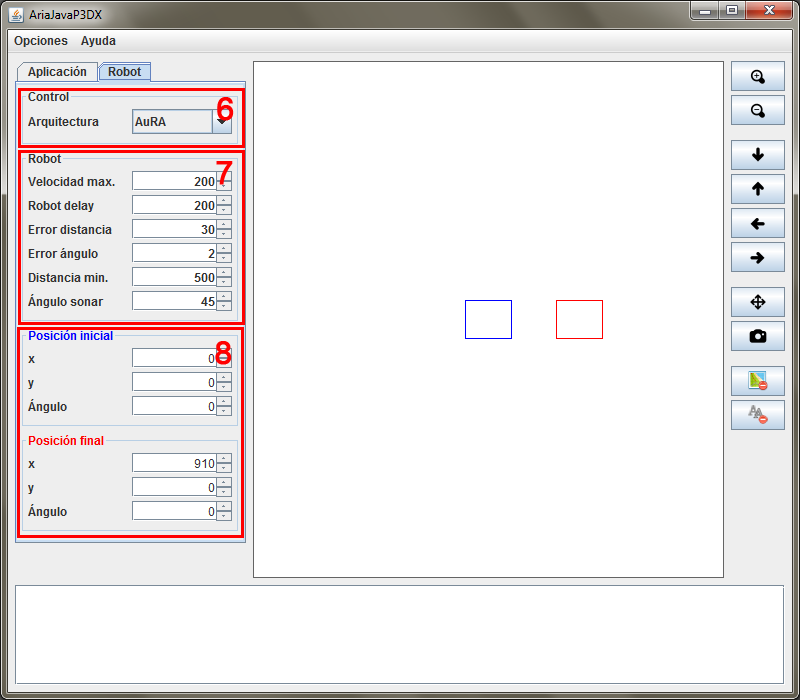 AriaJavaP3DX
Opciones Ayuda
Aplicación Robot
Control
6
Arquitectura AuRA
Robot
7
Velocidad max. 200
Robot delay 200
Error distancia 30
Error ángulo 2
Distancia min. 500
Ángulo sonar 45
Posición inicial
8
x 0
y 0
Ángulo 0
Posición final
x 910
y 0
Ángulo 0